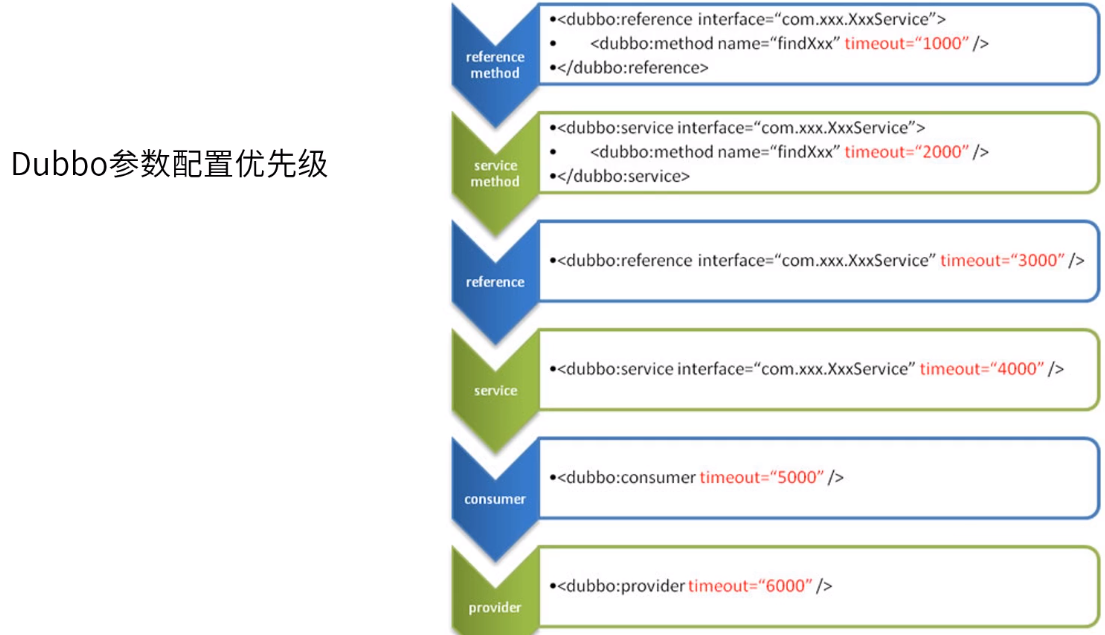 Dubbo参数配置优先级
reference
method
•<dubbo:reference interface=“com.xxx.XxxService”>
• <dubbo:method name=“findXxx” timeout=“1000” />
•</dubbo:reference>
service
method
•<dubbo:service interface=“com.xxx.XxxService”>
• <dubbo:method name=“findXxx” timeout=“2000” />
•</dubbo:service>
reference
•<dubbo:reference interface=“com.xxx.XxxService” timeout=“3000” />
service
•<dubbo:service interface=“com.xxx.XxxService” timeout=“4000” />
consumer
•<dubbo:consumer timeout=“5000” />
provider
•<dubbo:provider timeout=“6000” />